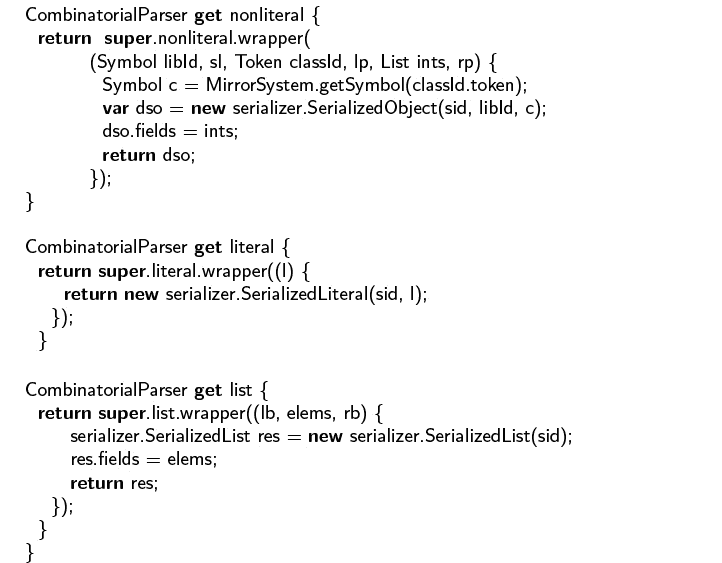 CombinatorialParser get nonliteral {
return super.nonliteral.wrapper(
(Symbol libId, sl, Token classId, lp, List ints, rp) {
Symbol c = MirrorSystem.getSymbol(classId.token);
var dso = new serializer.SerializedObject(sid, libId, c);
dso.fields = ints;
return dso;
});
}
CombinatorialParser get literal {
return super.literal.wrapper((l) {
return new serializer.SerializedLiteral(sid, l);
});
}
CombinatorialParser get list {
return super.list.wrapper((lb, elems, rb) {
serializer.SerializedList res = new serializer.SerializedList(sid);
res.fields = elems;
return res;
});
}
}